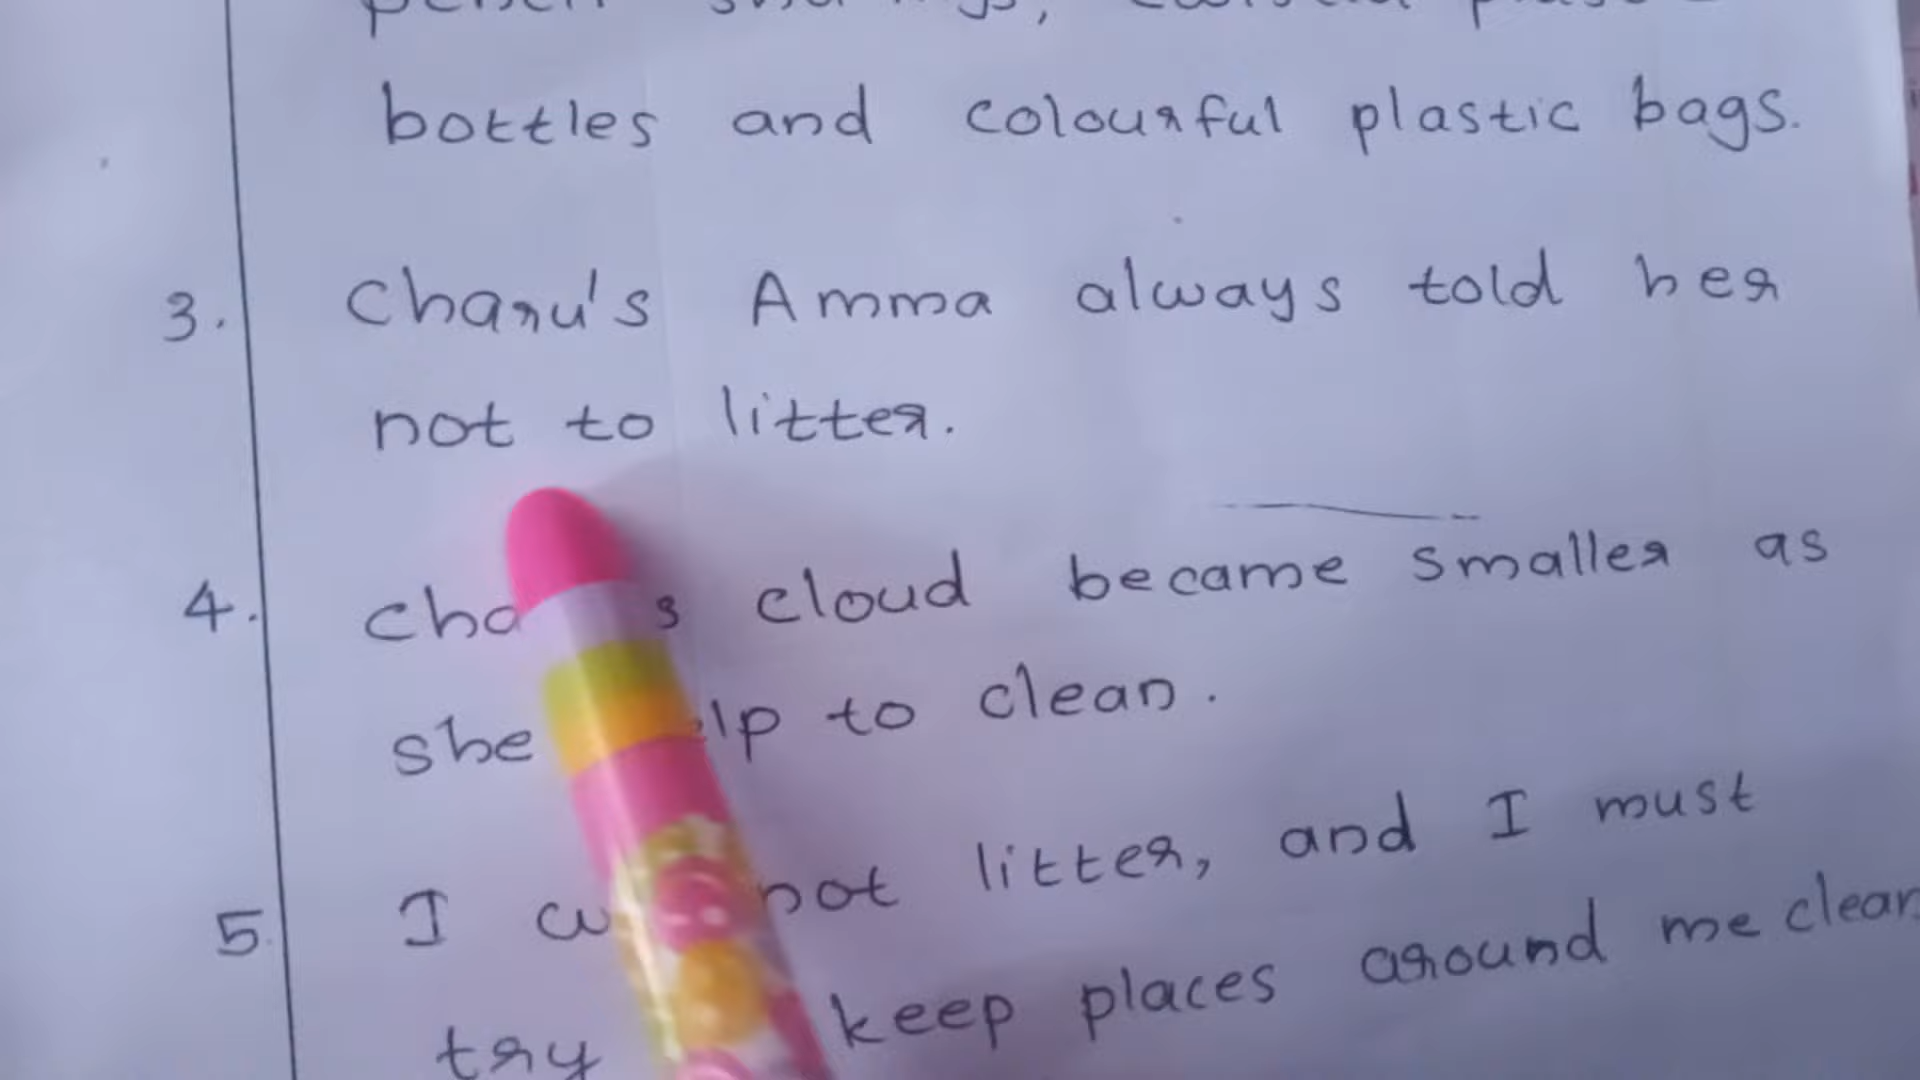 bottles and colourful plastic bags.
3. Charu's Amma always told her
not to litter.
4. cloud became smaller as
she to clean.
5. I not litter, and I must
try keep places around me clean